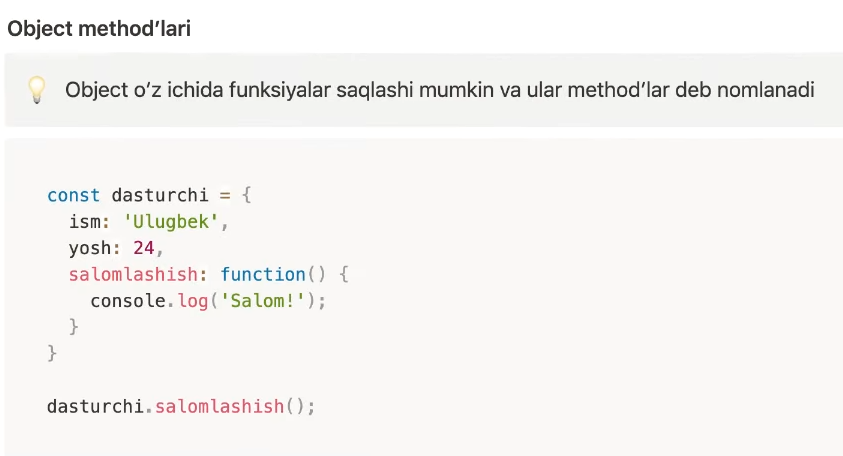 Object method’lari
Object o’z ichida funksiyalar saqlashi mumkin va ular method’lar deb nomlanadi
const dasturchi = {
  ism: 'Ulugbek',
  yosh: 24,
  salomlashish: function() {
    console.log('Salom!');
  }
}
dasturchi.salomlashish();